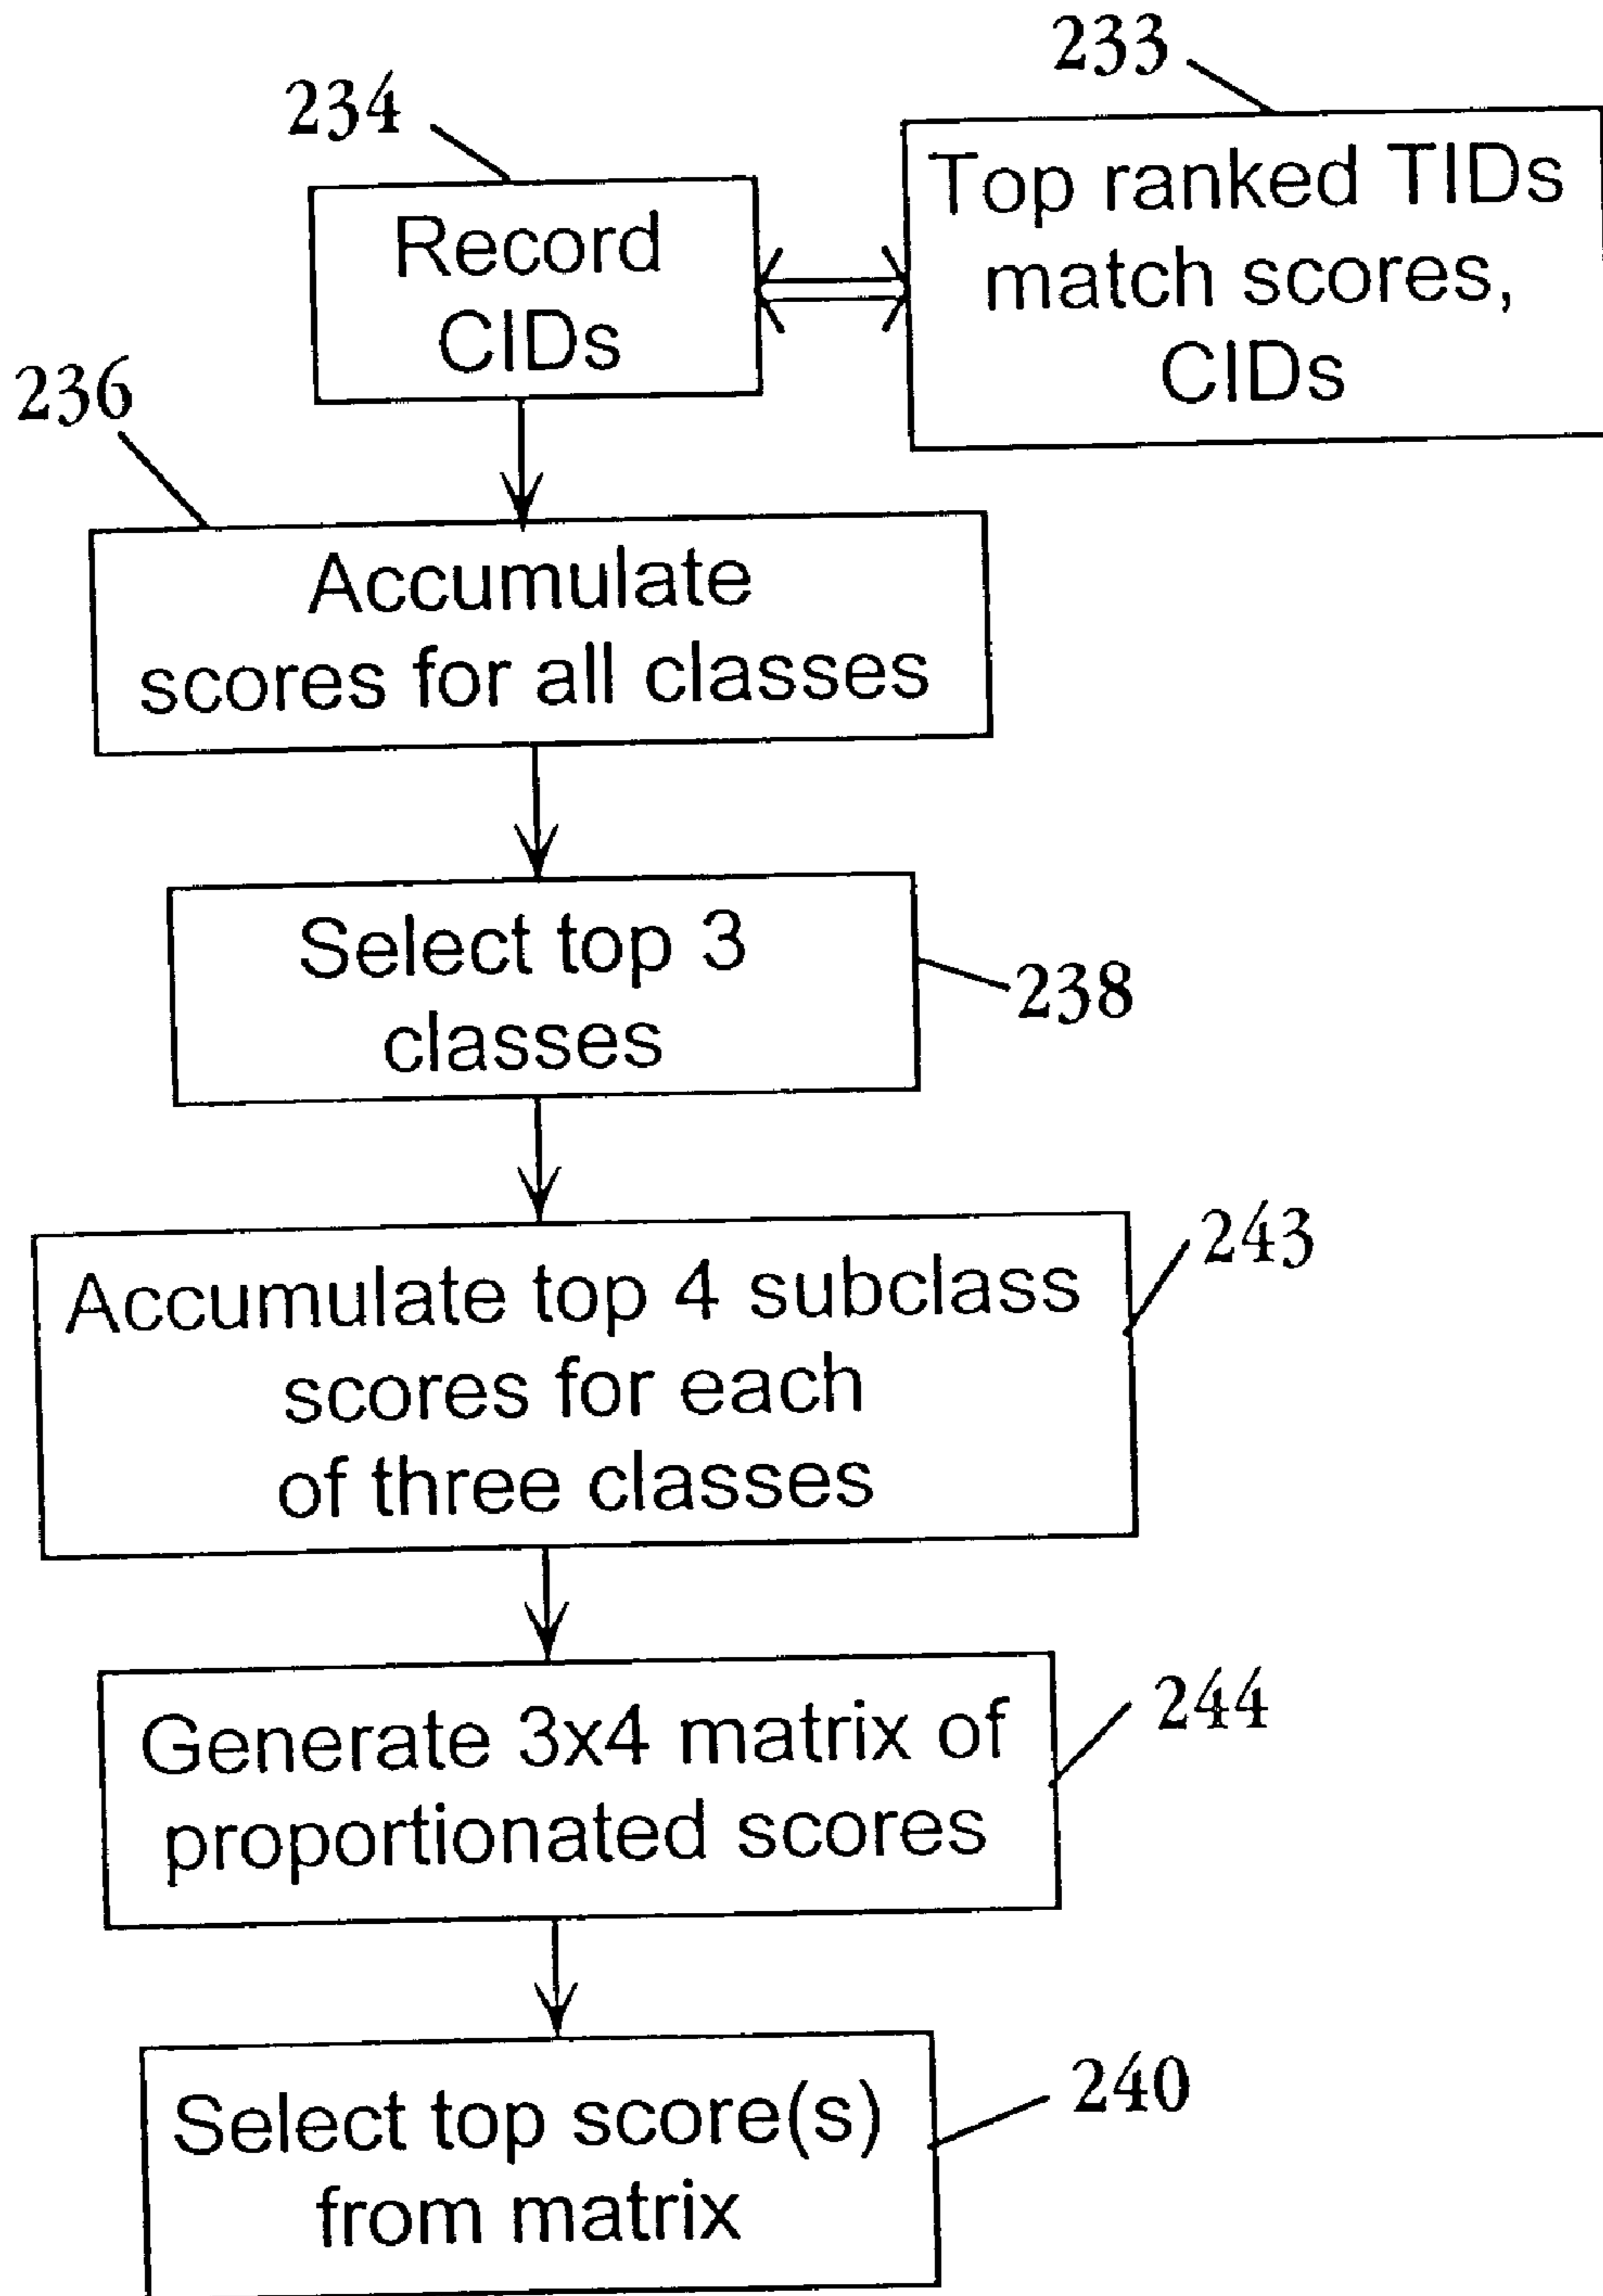 233
234
Top ranked TIDs
match scores,
CIDs
Record
CIDs
236
Accumulate
scores for all classes
Select top 3
classes
238
243
Accumulate top 4 subclass
scores for each
of three classes
244
Generate 3x4 matrix of
proportionated scores
240
Select top score(s)
from matrix